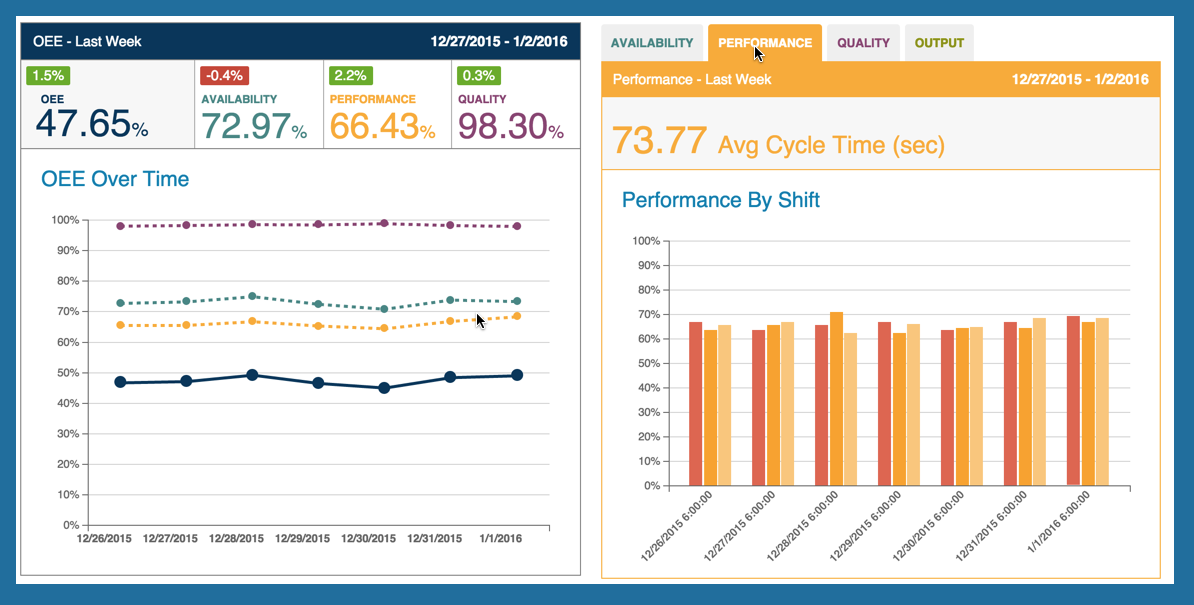 OEE - Last Week 12/27/2015 - 1/2/2016
1.5% -0.4% 2.2% 0.3%
OEE AVAILABILITY PERFORMANCE QUALITY
47.65% 72.97% 66.43% 98.30%
OEE Over Time
100%
90%
80%
70%
60%
50%
40%
30%
20%
10%
0%
12/26/2015 12/27/2015 12/28/2015 12/29/2015 12/30/2015 12/31/2015 1/1/2016
AVAILABILITY PERFORMANCE QUALITY OUTPUT
Performance - Last Week 12/27/2015 - 1/2/2016
73.77 Avg Cycle Time (sec)
Performance By Shift
100%
90%
80%
70%
60%
50%
40%
30%
20%
10%
0%
12/26/2015 6:00:00
12/27/2015 6:00:00
12/28/2015 6:00:00
12/29/2015 6:00:00
12/30/2015 6:00:00
12/31/2015 6:00:00
1/1/2016 6:00:00